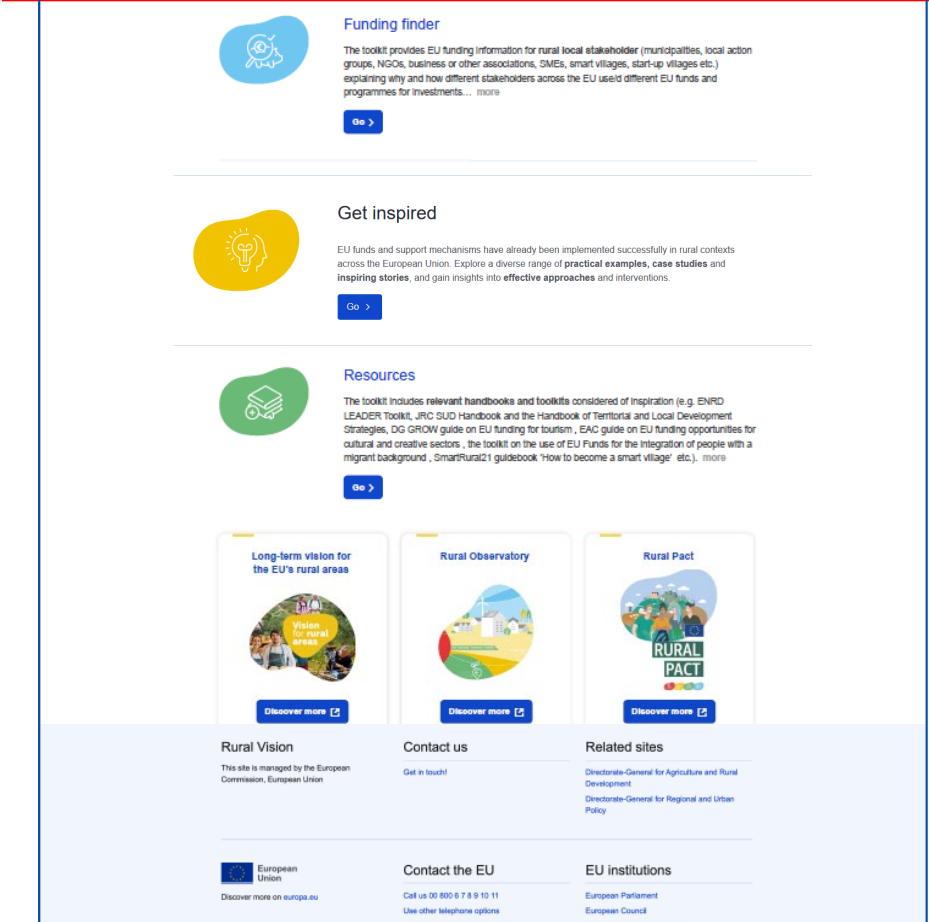 Funding finder
The toolkit provides EU funding information for rural local stakeholder (municipalities, local action
groups, NGOs, business or other associations, SMEs, smart villages, start-up villages etc.)
explaining why and how different stakeholders across the EU use/d different EU funds and
programmes for investments… more
Go
Get inspired
EU funds and support mechanisms have already been implemented successfully in rural contexts
across the European Union. Explore a diverse range of practical examples, case studies and
inspiring stories, and gain insights into effective approaches and interventions.
Go
Resources
The toolkit includes relevant handbooks and toolkits considered of inspiration (e.g. ENRD
LEADER Toolkit, JRC SUD Handbook and the Handbook of Territorial and Local Development
Strategies, DG GROW guide on EU funding for tourism , EAC guide on EU funding opportunities for
cultural and creative sectors , the toolkit on the use of EU Funds for the integration of people with a
migrant background , SmartRural21 guidebook 'How to become a smart village' etc.). more
Go
Long-term vision for
the EU's rural areas
Vision
for rural
areas
Discover more
Rural Observatory
Discover more
Rural Pact
RURAL
PACT
Discover more
Rural Vision
This site is managed by the European
Commission, European Union
Contact us
Get in touch!
Related sites
Directorate-General for Agriculture and Rural
Development
Directorate-General for Regional and Urban
Policy
European
Union
Discover more on europa.eu
Contact the EU
Call us 00 800 6 7 8 9 10 11
Use other telephone options
EU institutions
European Parliament
European Council